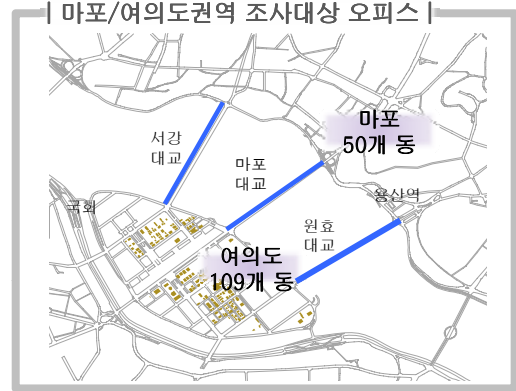 마포/여의도권역 조사대상 오피스
마포
50개 동
서강
대교
마포
대교
용산역
국회
원효
대교
여의도
109개 동